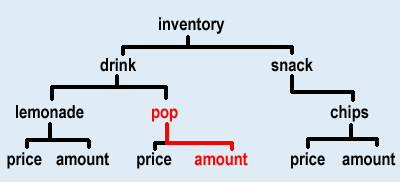 inventory
drink snack
lemonade pop chips
price amount price amount price amount